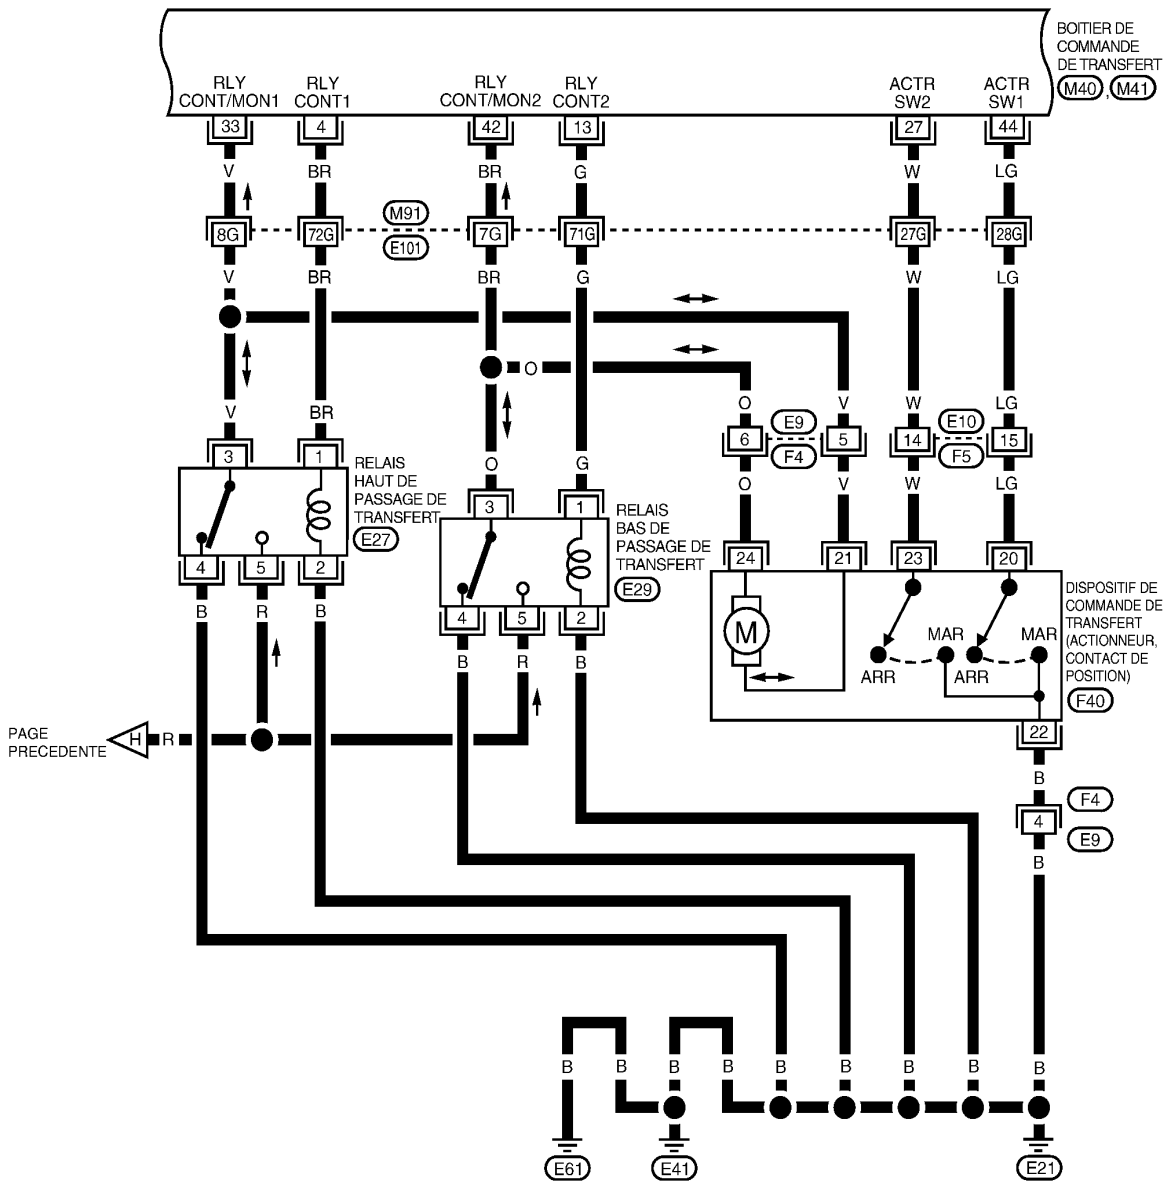 BOITIER DE
COMMANDE
DE TRANSFERT
M40 , M41
RLY
CONT/MON1
RLY
CONT1
RLY
CONT/MON2
RLY
CONT2
ACTR
SW2
ACTR
SW1
33 4 42 13 27 44
V BR BR G W LG
M91
8G 72G 7G 71G 27G 28G
E101
V BR BR G W LG
O
O V W LG
V BR
E9 E10
6 5 14 15
F4 F5
3 1
RELAIS
HAUT DE
PASSAGE DE
TRANSFERT
E27
O G
O V W LG
3 1
RELAIS
BAS DE
PASSAGE DE
TRANSFERT
E29
24 21 23 20
4 5 2
B R B
4 5 2
B R B
M
MAR MAR
ARR ARR
DISPOSITIF DE
COMMANDE DE
TRANSFERT
(ACTIONNEUR,
CONTACT DE
POSITION)
F40
22
PAGE
PRECEDENTE
H R
B
F4
4
E9
B
B B B B B B B B B
E61 E41 E21